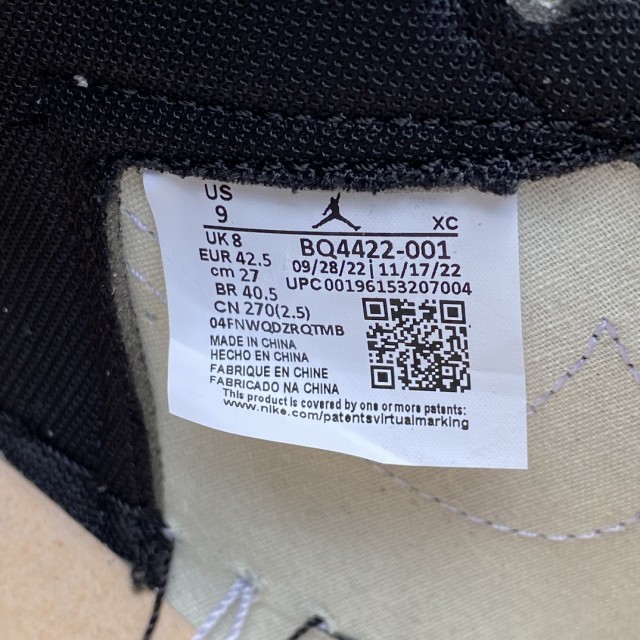 US
9
XC
UK 8
BQ4422-001
EUR 42.5
09/28/22 | 11/17/22
cm 27
UPC 00196153207004
BR 40.5
CN 270(2.5)
04FNWQDZRQTMB
MADE IN CHINA
HECHO EN CHINA
FABRIQUE EN CHINE
FABRICADO NA CHINA
This product is covered by one or more patents:
www.nike.com/patentsvirtualmarking